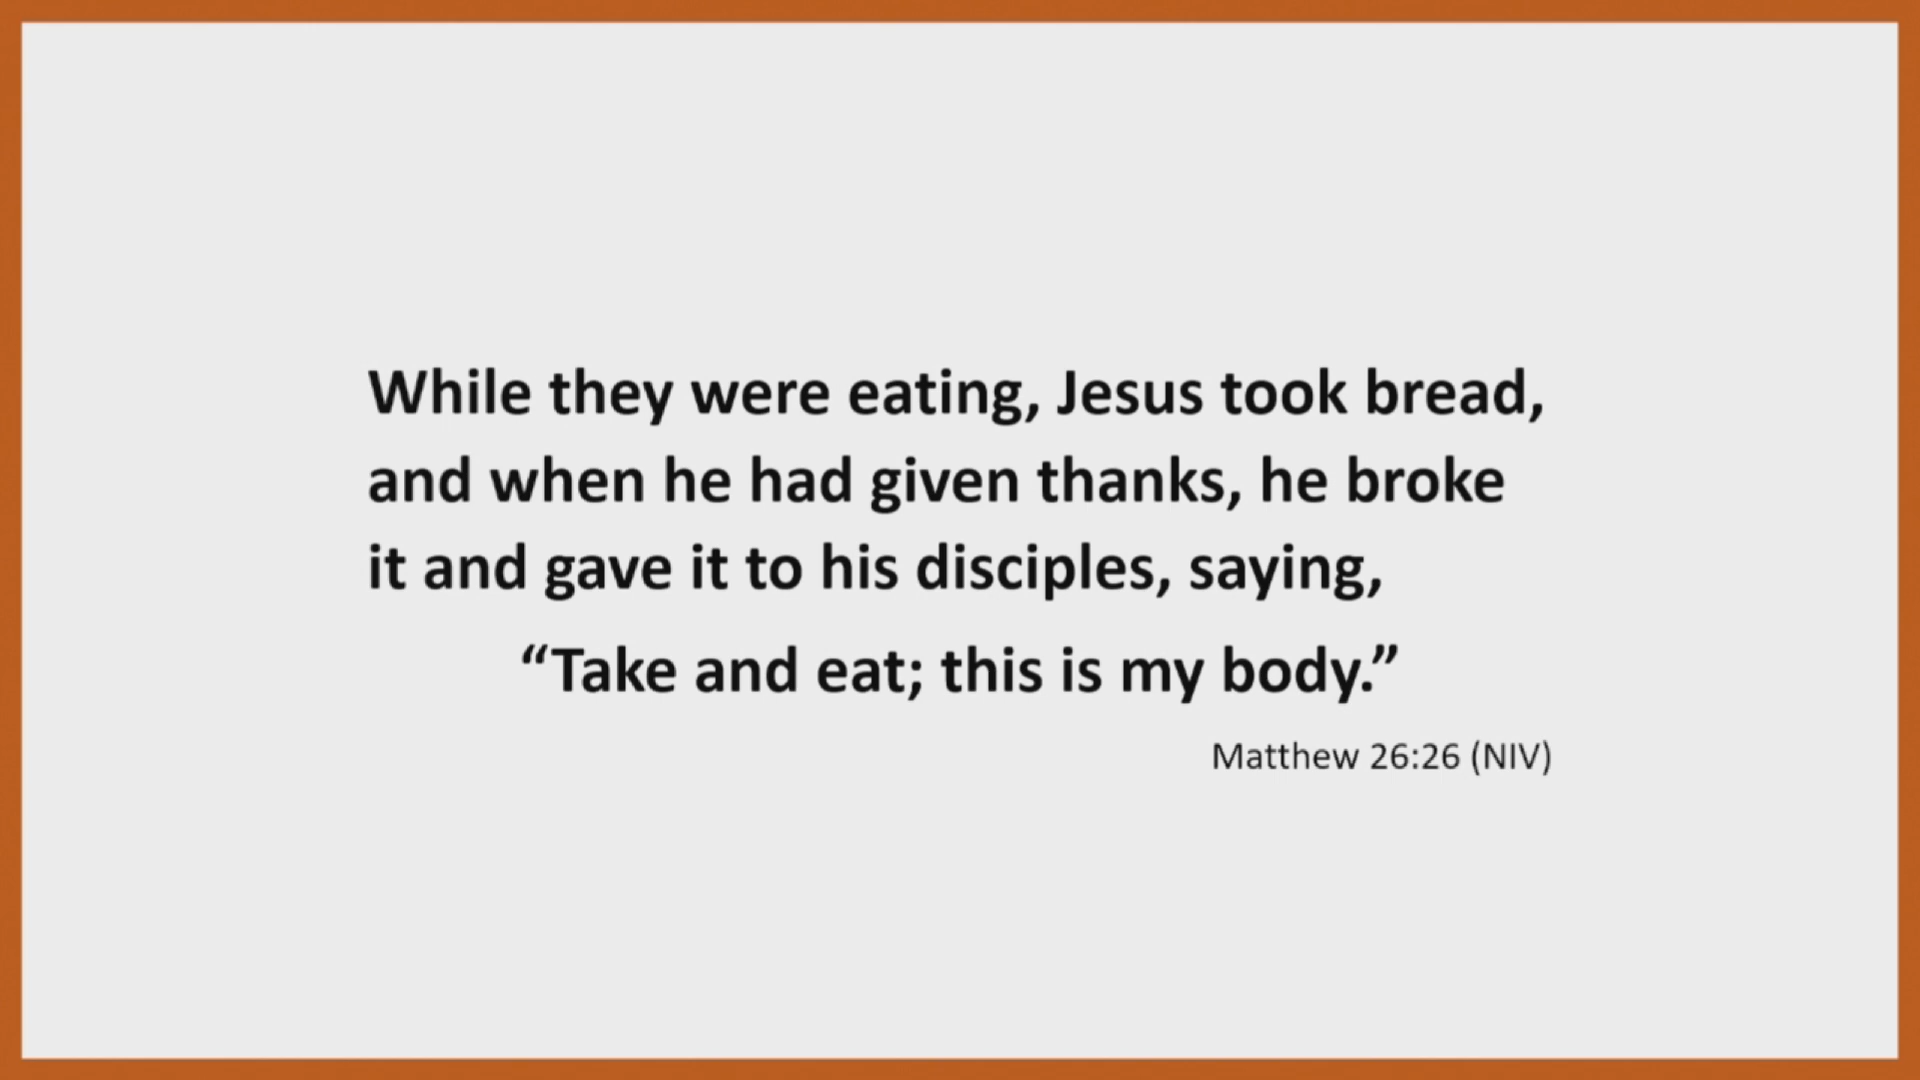 While they were eating, Jesus took bread,
and when he had given thanks, he broke
it and gave it to his disciples, saying,
“Take and eat; this is my body.”
Matthew 26:26 (NIV)